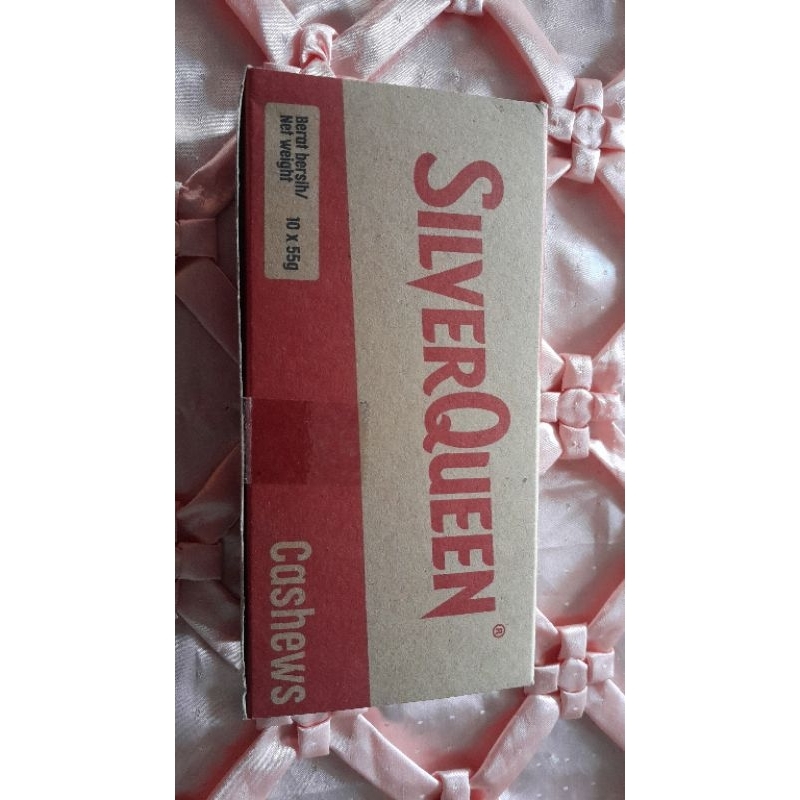 SILVERQUEEN®
Berat bersih/
Net weight
10 x 55g
Cashews